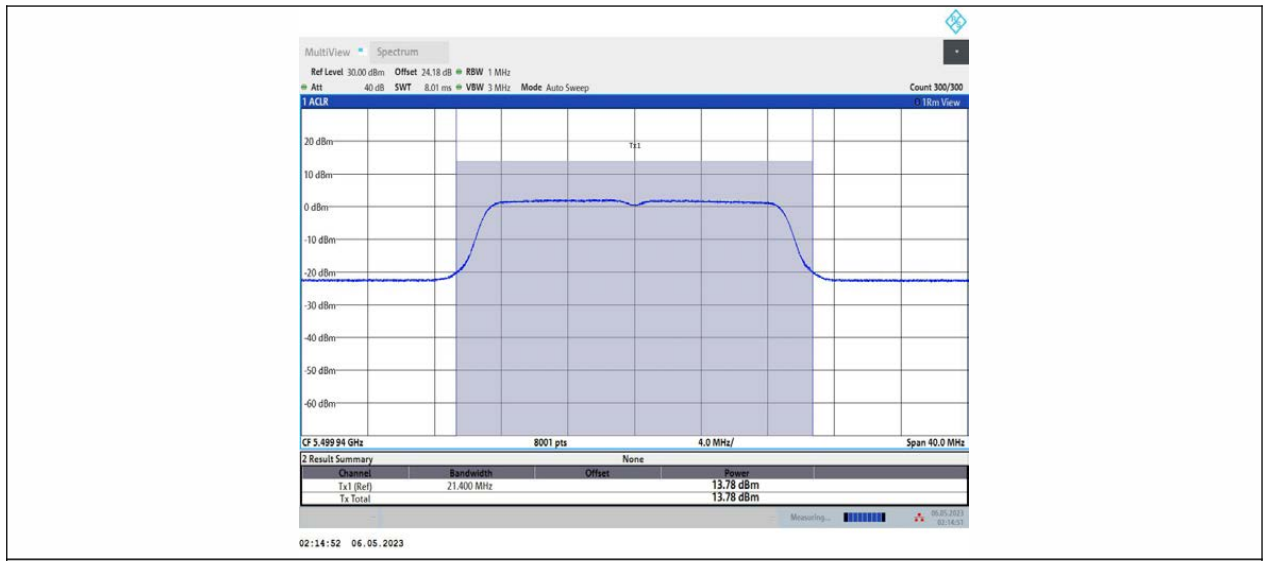 MultiView Spectrum
Ref Level 30.00 dBm Offset 24.18 dB RBW 1 MHz
Att 40 dB SWT 8.01 ms VBW 3 MHz Mode Auto Sweep Count 300/300
1 ACLR 1Rm View
20 dBm
Tx1
10 dBm
0 dBm
-10 dBm
-20 dBm
-30 dBm
-40 dBm
-50 dBm
-60 dBm
CF 5.499 94 GHz 8001 pts 4.0 MHz/ Span 40.0 MHz
2 Result Summary None
Channel Bandwidth Offset Power
Tx1 (Ref) 21.400 MHz 13.78 dBm
Tx Total 13.78 dBm
Measuring... 06.05.2023
02:14:51
02:14:52 06.05.2023